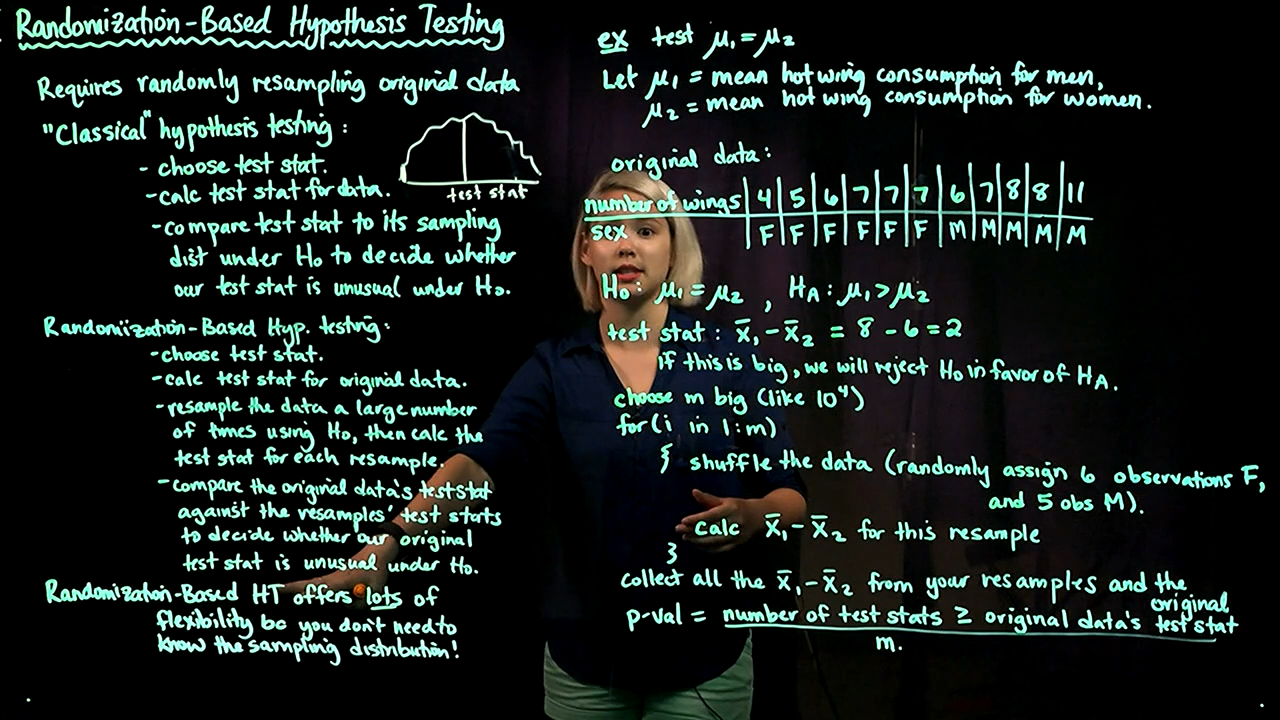 Randomization-Based Hypothesis Testing
Requires randomly resampling original data
"Classical" hypothesis testing:
- choose test stat.
- calc test stat for data.
- compare test stat to its sampling
dist under H₀ to decide whether
our test stat is unusual under H₀.
test stat
Randomiization-Based Hyp. testing:
- choose test stat.
- calc test stat for original data.
- resample the data a large number
of times using H₀, then calc the
test stat for each resample.
- compare the original data's test stat
against the resamples' test stats
to decide whether our original
test stat is unusual under H₀.
Randomization-Based HT offers lots of
flexibility bc you don't need to
know the sampling distribution!
ex test μ₁ = μ₂
Let μ₁ = mean hot wing consumption for men,
μ₂ = mean hot wing consumption for women.
original data:
number of wings | 4 | 5 | 6 | 7 | 7 | 7 | 6 | 7 | 8 | 8 | 11
sex | F | F | F | F | F | F | M | M | M | M | M
H₀: μ₁ = μ₂ , H_A: μ₁ > μ₂
test stat: x̄₁ - x̄₂ = 8 - 6 = 2
if this is big, we will reject H₀ in favor of H_A.
choose m big (like 10⁴)
for (i in 1:m)
{ shuffle the data (randomly assign 6 observations F,
and 5 obs M).
calc x̄₁ - x̄₂ for this resample
}
collect all the x̄₁ - x̄₂ from your resamples and the
original
p-val = number of test stats ≥ original data's test stat
m.